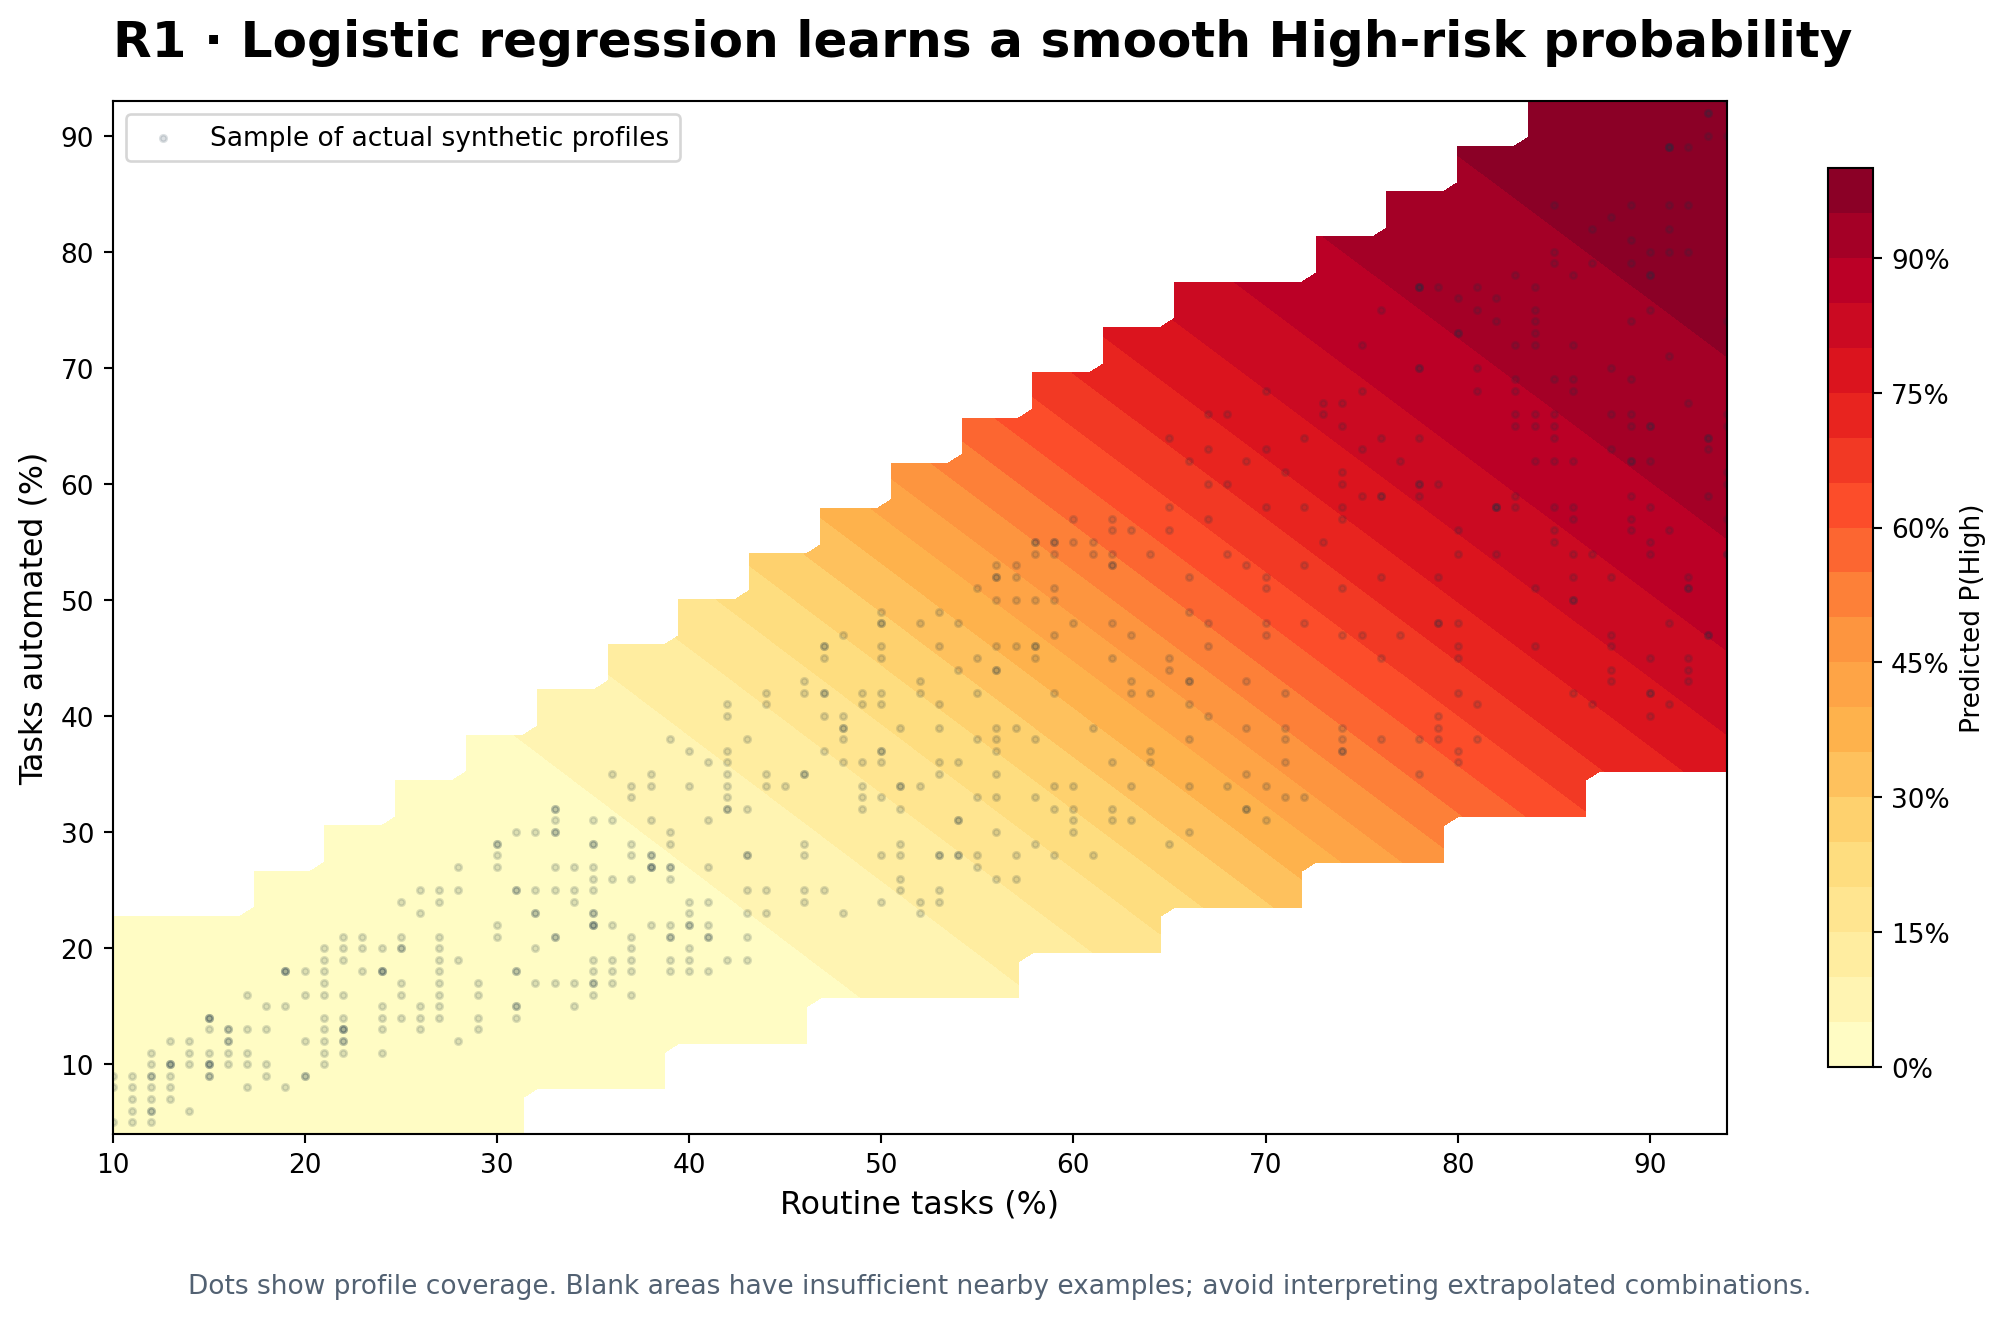 R1 · Logistic regression learns a smooth High-risk probability
Sample of actual synthetic profiles
Tasks automated (%)
90
80
70
60
50
40
30
20
10
10 20 30 40 50 60 70 80 90
Routine tasks (%)
90%
75%
60%
45%
30%
15%
0%
Predicted P(High)
Dots show profile coverage. Blank areas have insufficient nearby examples; avoid interpreting extrapolated combinations.